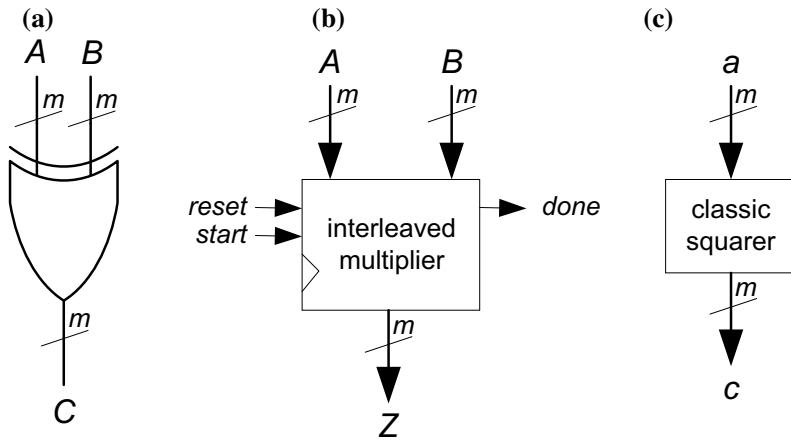 (a)
A B
m m
C
m
(b)
A B
m m
reset
start
interleaved
multiplier
done
m
Z
(c)
a
m
classic
squarer
m
c